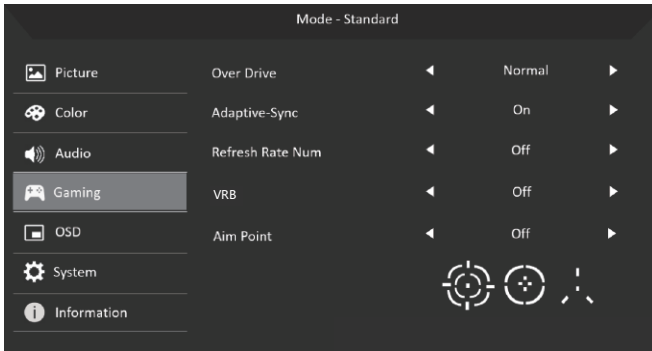 Mode - Standard
Picture
Over Drive Normal
Color
Adaptive-Sync On
Audio
Refresh Rate Num Off
Gaming
VRB Off
OSD
Aim Point Off
System
Information